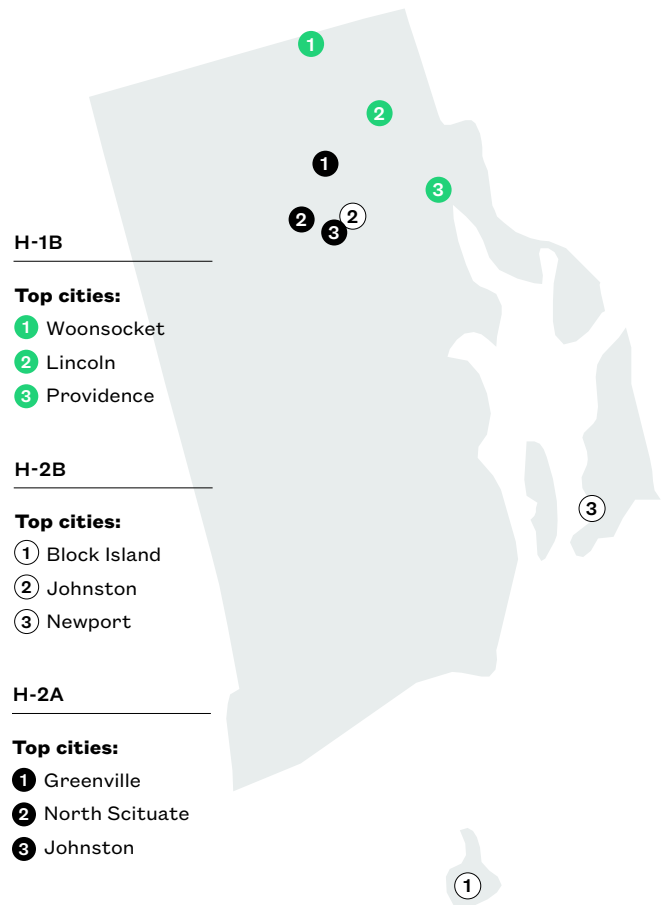 1
2
1
3
2
2
3
H-1B
Top cities:
1 Woonsocket
2 Lincoln
3 Providence
H-2B
Top cities:
1 Block Island
2 Johnston
3 Newport
3
H-2A
Top cities:
1 Greenville
2 North Scituate
3 Johnston
1